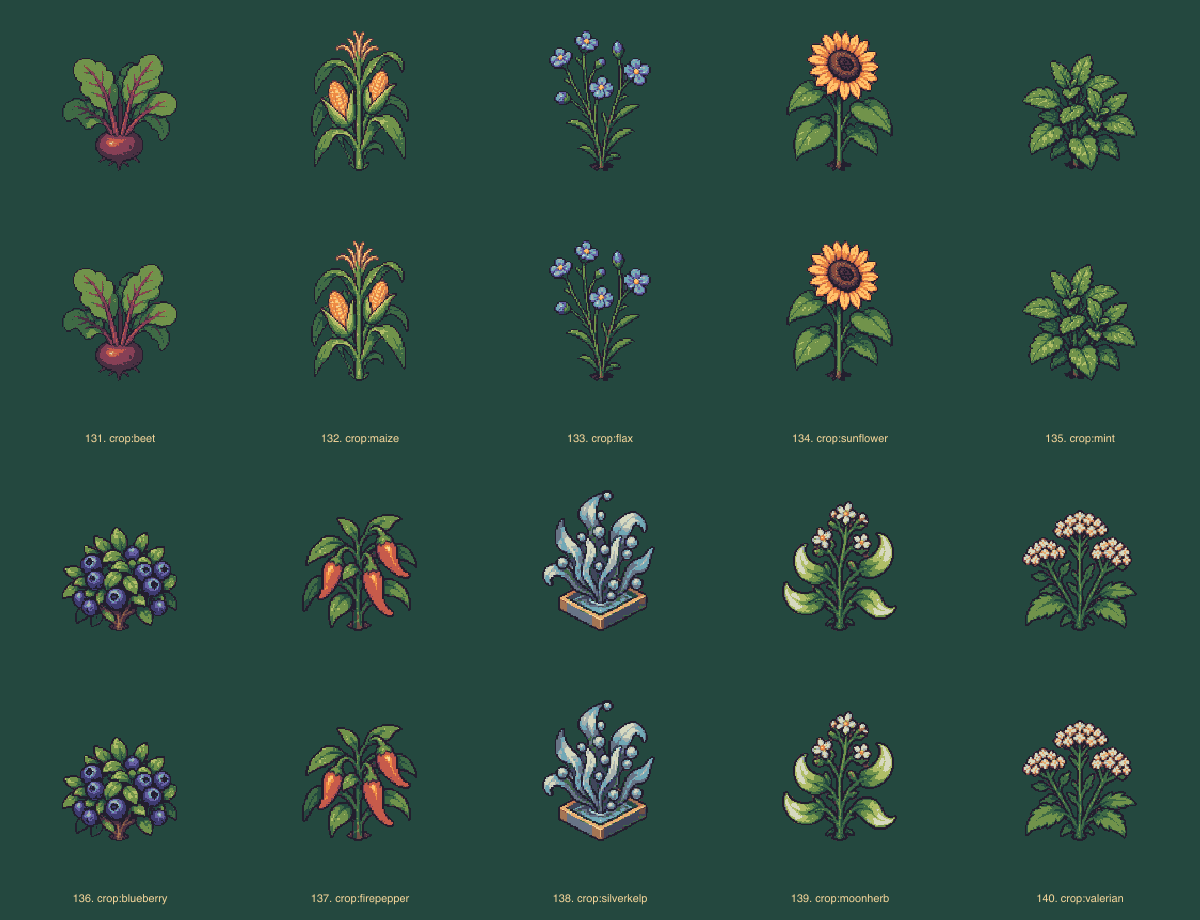 131. crop:beet
132. crop:maize
133. crop:flax
134. crop:sunflower
135. crop:mint
136. crop:blueberry
137. crop:firepepper
138. crop:silverkelp
139. crop:moonherb
140. crop:valerian